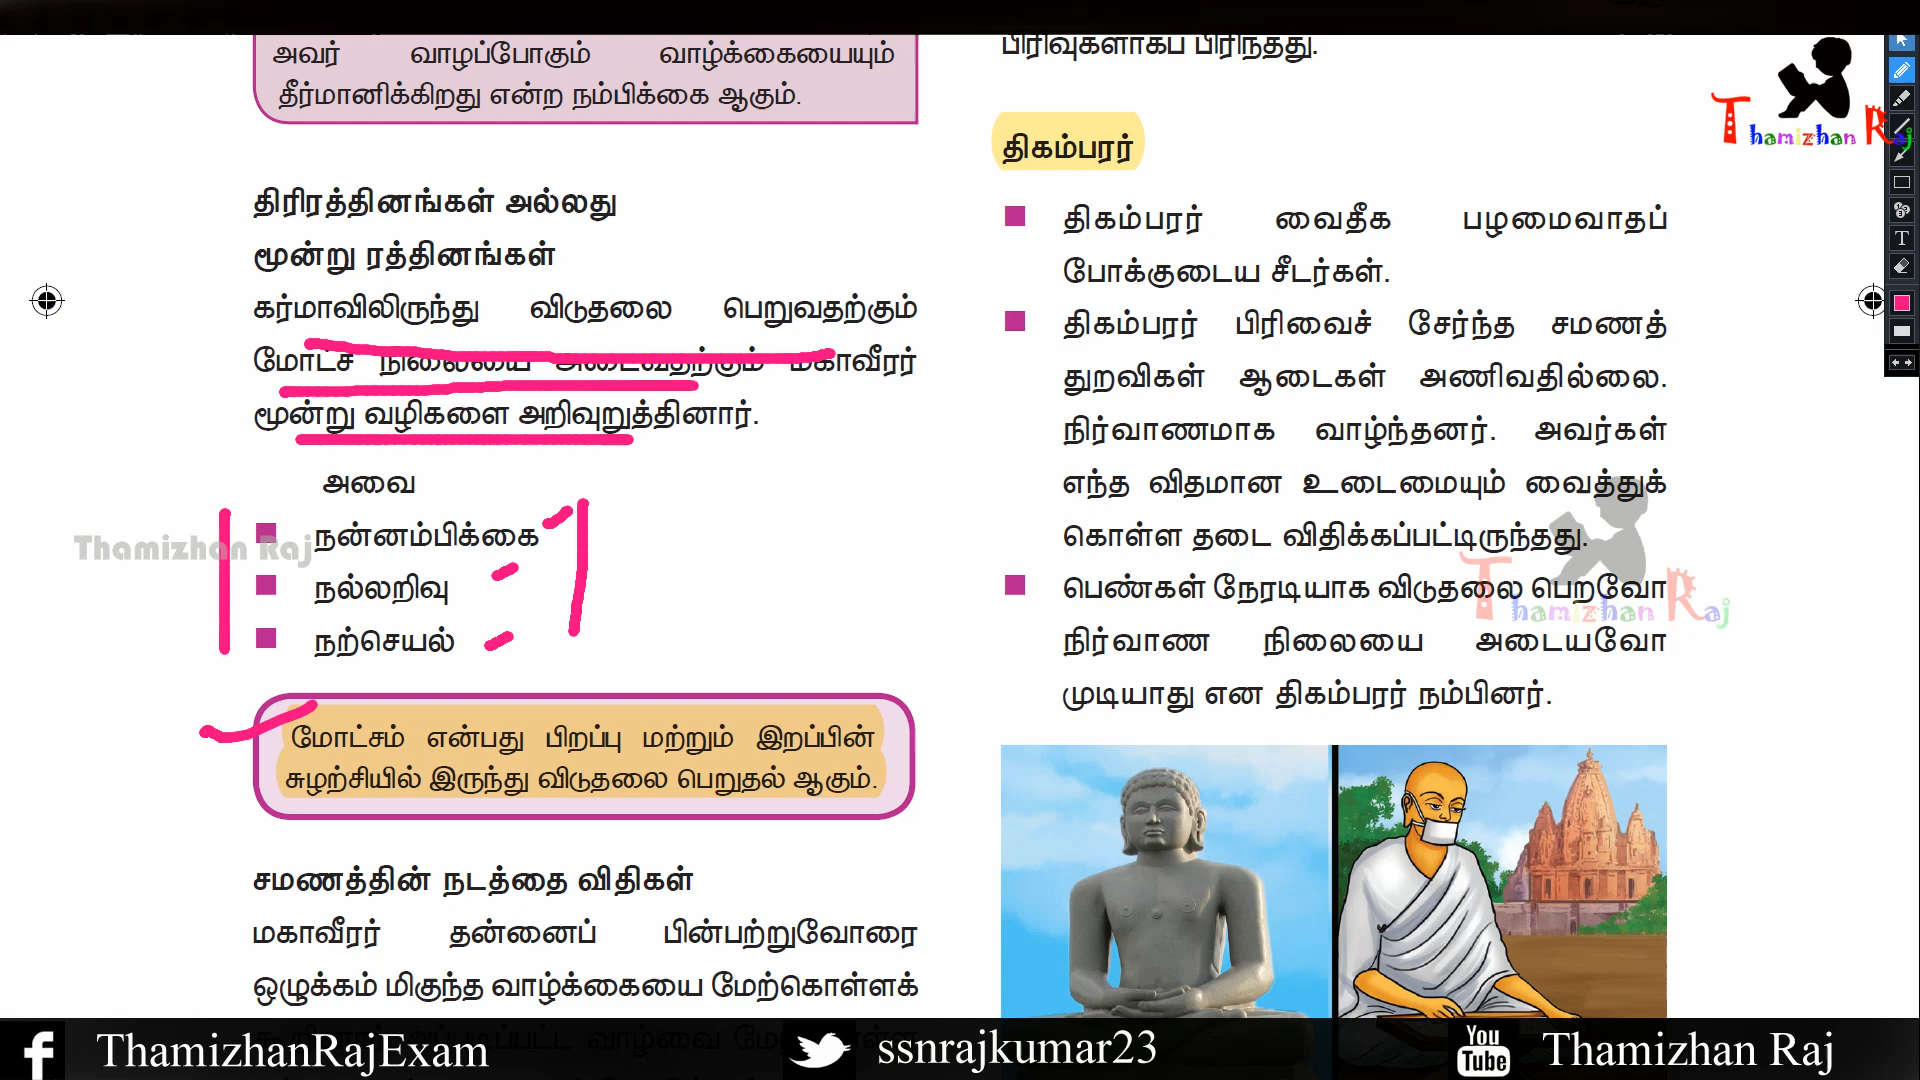 அவர் வாழப்போகும் வாழ்க்கையையும்
தீர்மானிக்கிறது என்ற நம்பிக்கை ஆகும்.
திரிரத்தினங்கள் அல்லது
மூன்று ரத்தினங்கள்
கர்மாவிலிருந்து விடுதலை பெறுவதற்கும்
மோட்ச நிலையை அடைவதற்கும் மகாவீரர்
மூன்று வழிகளை அறிவுறுத்தினார்.
அவை
நன்னம்பிக்கை
நல்லறிவு
நற்செயல்
மோட்சம் என்பது பிறப்பு மற்றும் இறப்பின்
சுழற்சியில் இருந்து விடுதலை பெறுதல் ஆகும்.
சமணத்தின் நடத்தை விதிகள்
மகாவீரர் தன்னைப் பின்பற்றுவோரை
ஒழுக்கம் மிகுந்த வாழ்க்கையை மேற்கொள்ளக்
பிரிவுகளாகப் பிரிந்தது.
திகம்பரர்
திகம்பரர் வைதீக பழமைவாதப்
போக்குடைய சீடர்கள்.
திகம்பரர் பிரிவைச் சேர்ந்த சமணத்
துறவிகள் ஆடைகள் அணிவதில்லை.
நிர்வாணமாக வாழ்ந்தனர். அவர்கள்
எந்த விதமான உடைமையும் வைத்துக்
கொள்ள தடை விதிக்கப்பட்டிருந்தது.
பெண்கள் நேரடியாக விடுதலை பெறவோ
நிர்வாண நிலையை அடையவோ
முடியாது என திகம்பரர் நம்பினர்.
Thamizhan Raj
Thamizhan Raj
Thamizhan Raj
ThamizhanRajExam
ssnrajkumar23
You Tube
Thamizhan Raj